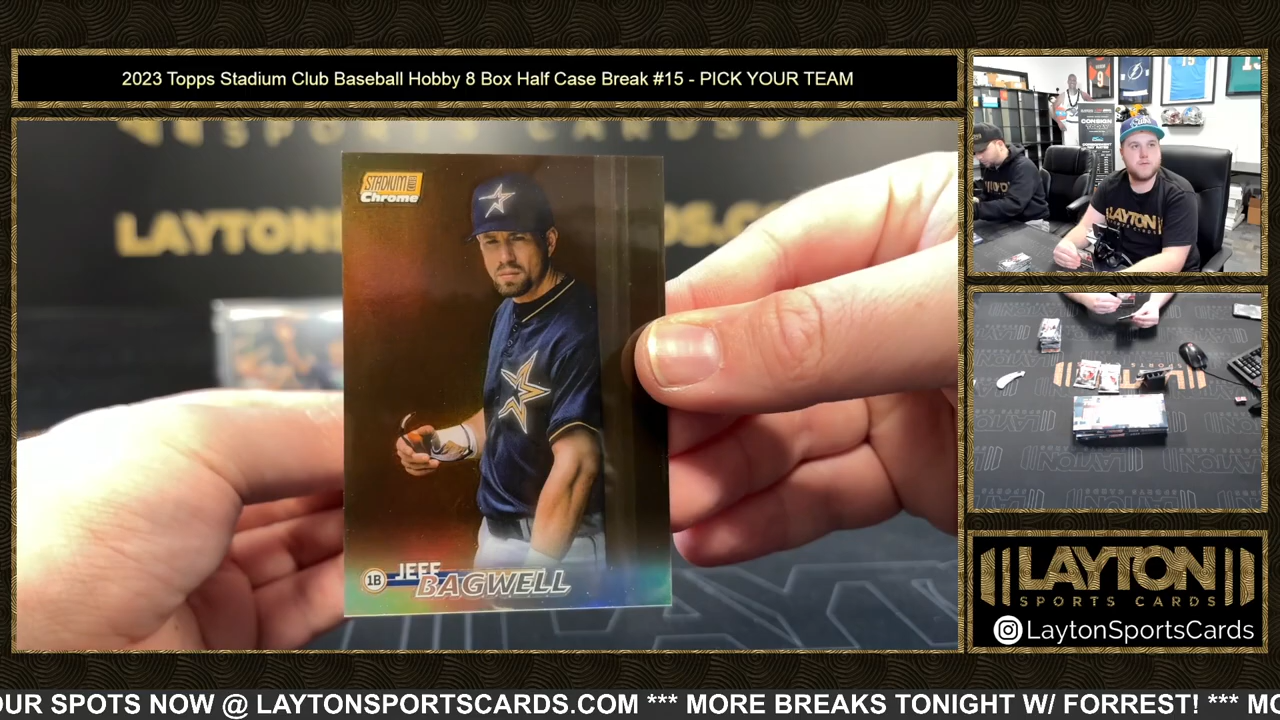 2023 Topps Stadium Club Baseball Hobby 8 Box Half Case Break #15 - PICK YOUR TEAM
STADIUM
Chrome
1B JEFF
BAGWELL
LAYTON
LAYTON
SPORTS CARDS
LaytonSportsCards
OUR SPOTS NOW @ LAYTONSPORTSCARDS.COM *** MORE BREAKS TONIGHT W/ FORREST! *** MO